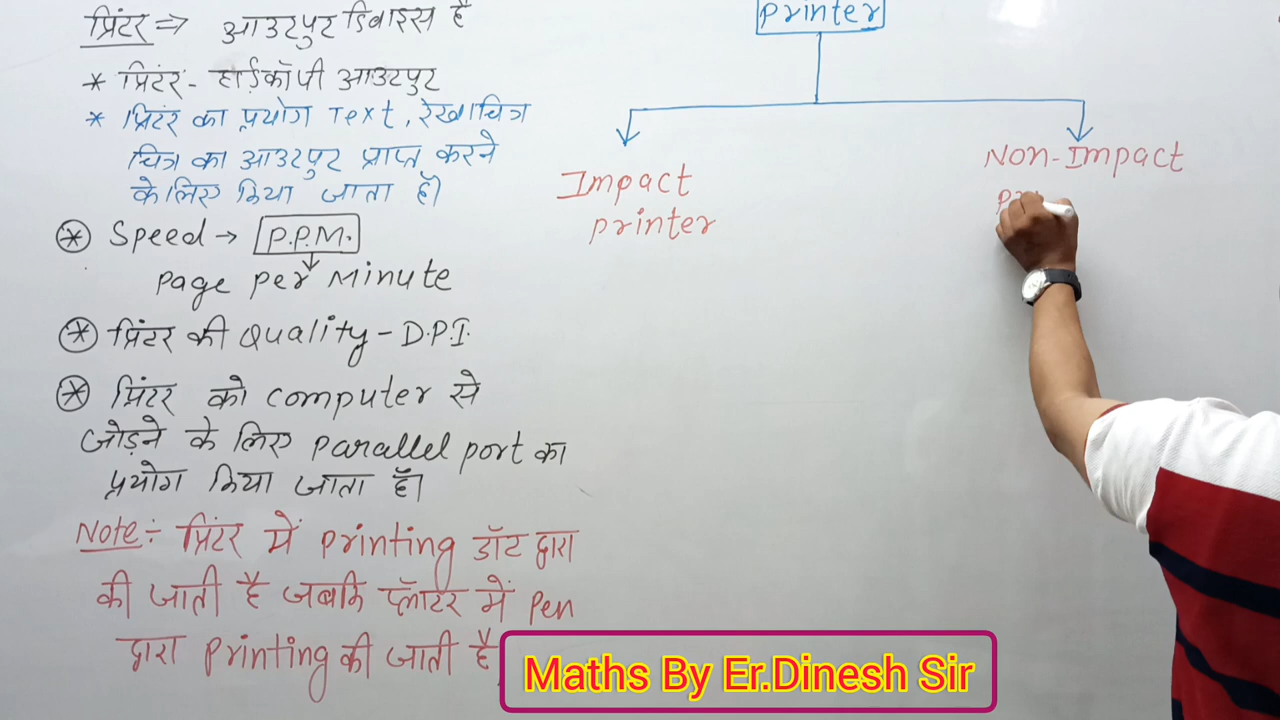 प्रिंटर ⇒ आउटपुट डिवाइस है
* प्रिंटर - हार्डकॉपी आउटपुट
* प्रिंटर का प्रयोग Text, रेखाचित्र
चित्र का आउटपुट प्राप्त करने
के लिए किया जाता है।
* Speed → P.P.M.
Page per Minute
* प्रिंटर की Quality - D.P.I.
* प्रिंटर को computer से
जोड़ने के लिए parallel port का
प्रयोग किया जाता है।
Note:- प्रिंटर में printing डॉट द्वारा
की जाती है जबकि प्लॉटर में Pen
द्वारा printing की जाती है
Printer
Impact
printer
Non-Impact
Maths By Er.Dinesh Sir